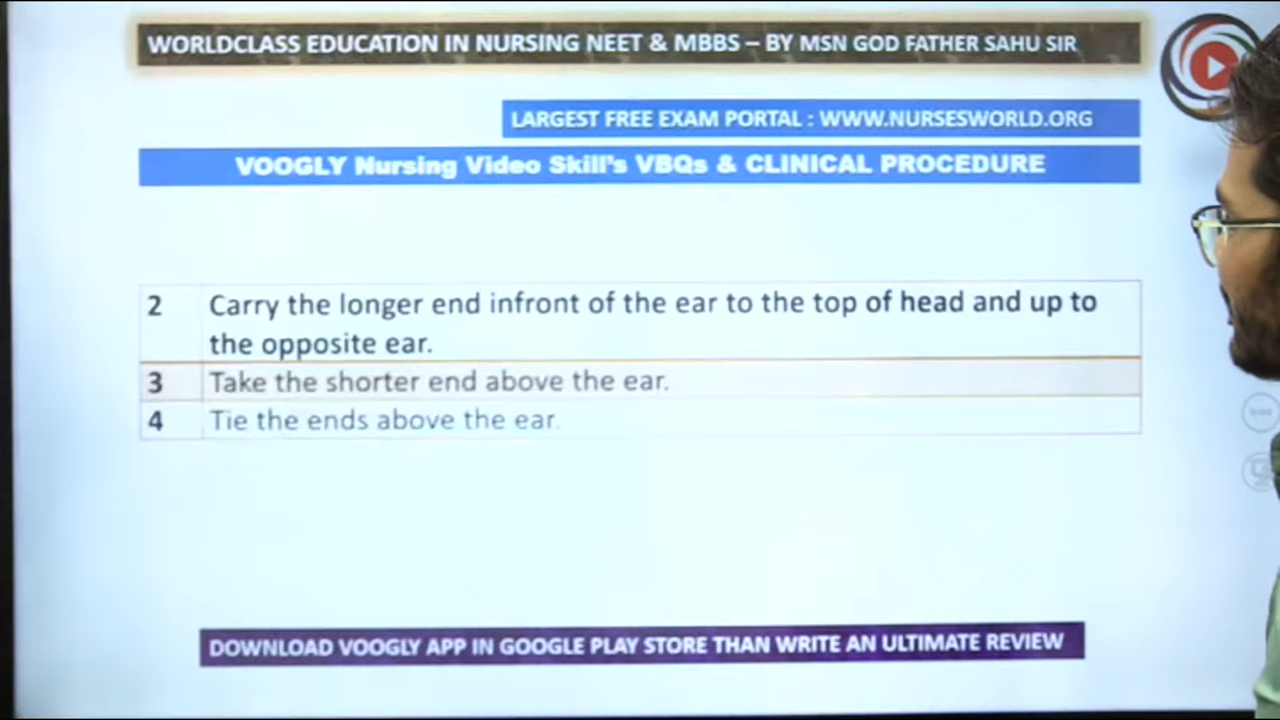 WORLDCLASS EDUCATION IN NURSING NEET & MBBS – BY MSN GOD FATHER SAHU SIR
LARGEST FREE EXAM PORTAL : WWW.NURSESWORLD.ORG
VOOGLY Nursing Video Skill's VBQs & CLINICAL PROCEDURE
2 Carry the longer end infront of the ear to the top of head and up to
the opposite ear.
3 Take the shorter end above the ear.
4 Tie the ends above the ear.
DOWNLOAD VOOGLY APP IN GOOGLE PLAY STORE THAN WRITE AN ULTIMATE REVIEW